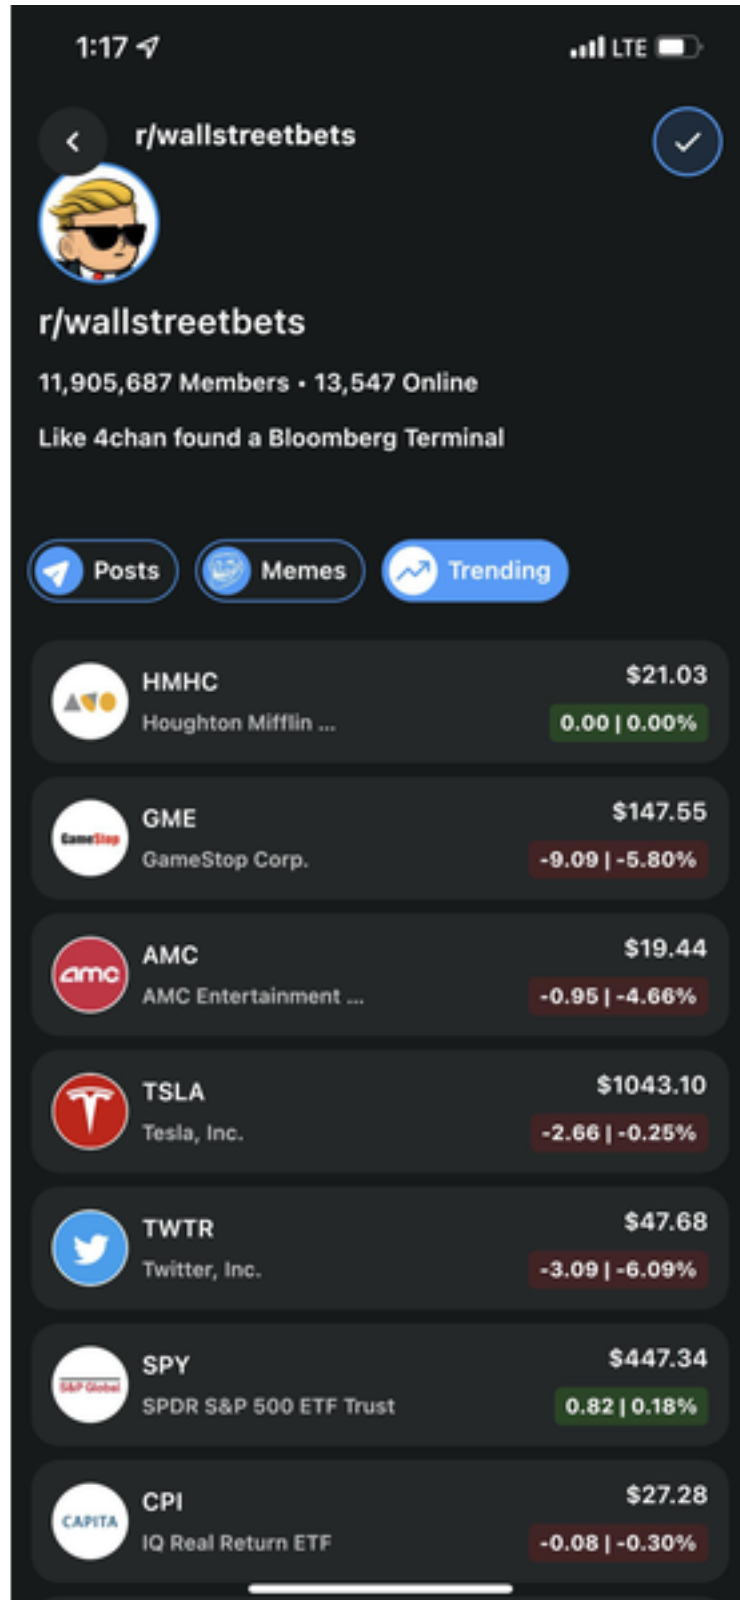 1:17
LTE
r/wallstreetbets
r/wallstreetbets
11,905,687 Members • 13,547 Online
Like 4chan found a Bloomberg Terminal
Posts
Memes
Trending
HMHC
$21.03
Houghton Mifflin ...
0.00 | 0.00%
GME
$147.55
GameStop
GameStop Corp.
-9.09 | -5.80%
AMC
$19.44
amc
AMC Entertainment ...
-0.95 | -4.66%
TSLA
$1043.10
Tesla, Inc.
-2.66 | -0.25%
TWTR
$47.68
Twitter, Inc.
-3.09 | -6.09%
SPY
$447.34
S&P Global
SPDR S&P 500 ETF Trust
0.82 | 0.18%
CPI
$27.28
CAPITA
IQ Real Return ETF
-0.08 | -0.30%